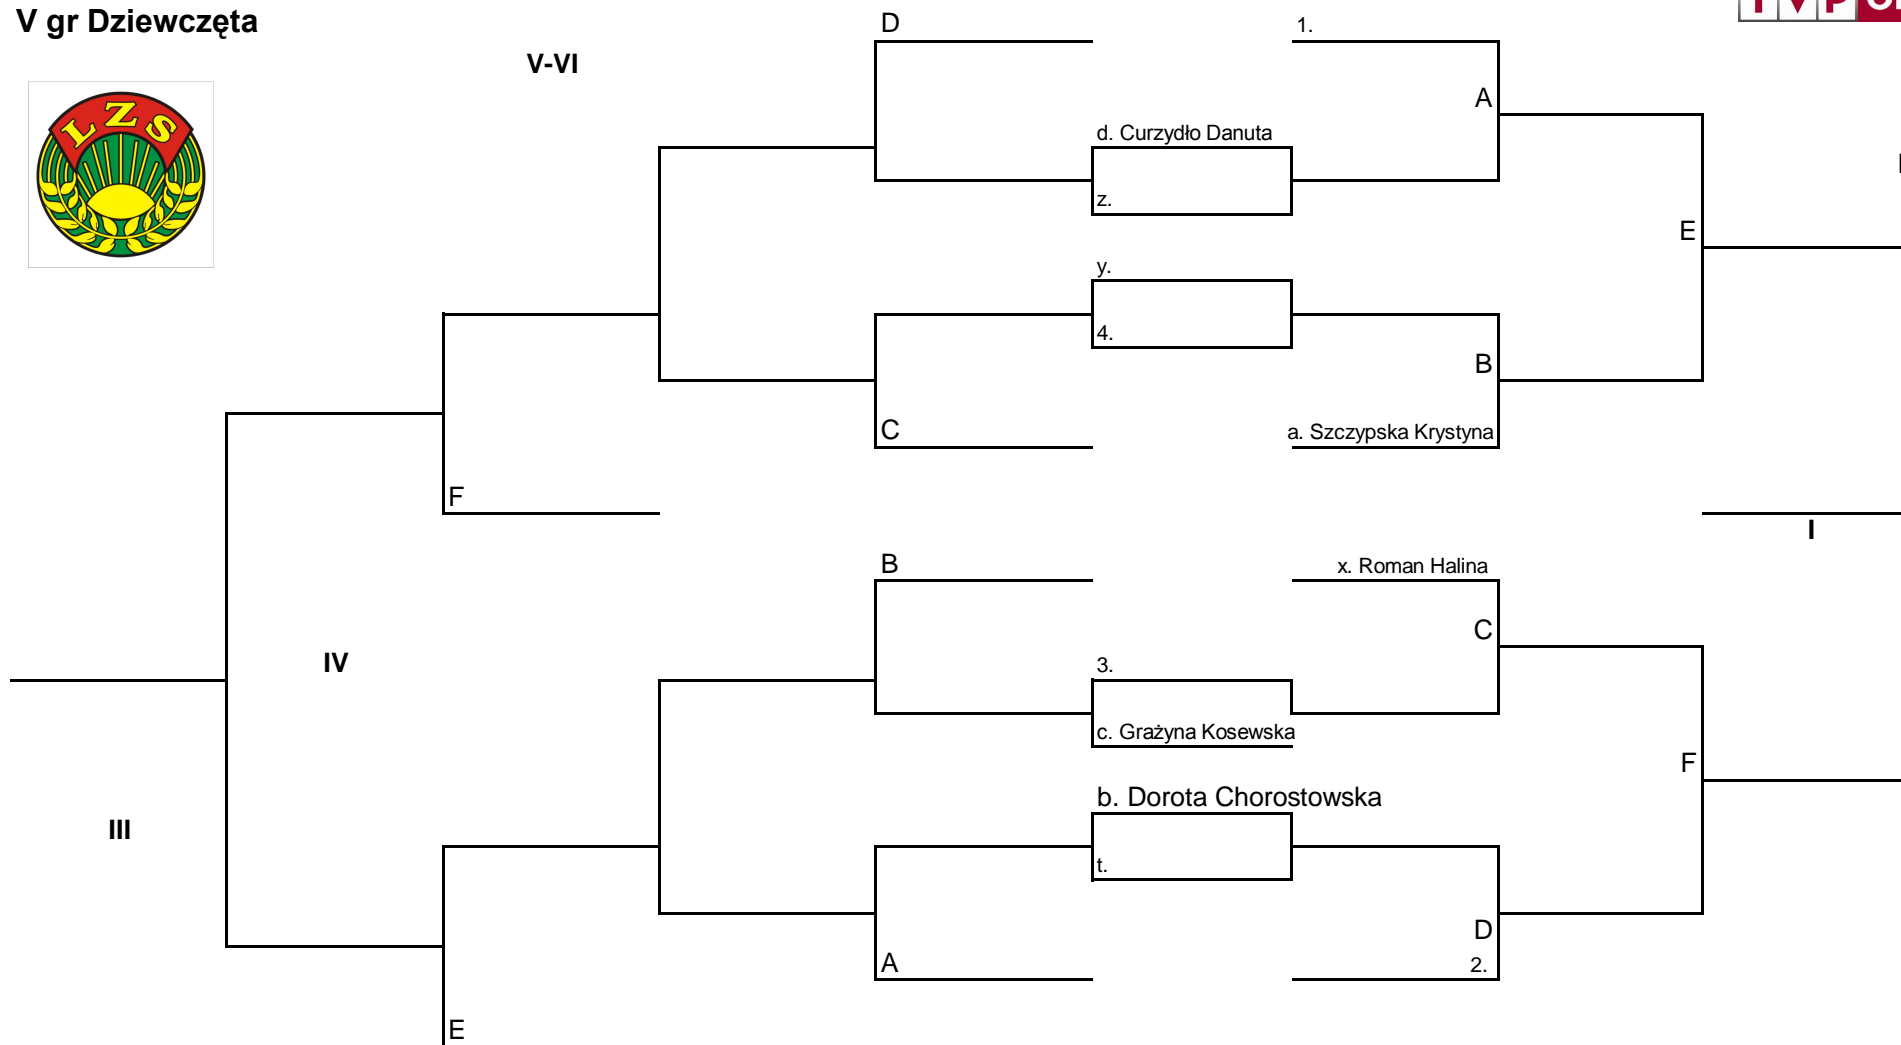 V gr Dziewczęta
D
1.
TVP
V-VI
LZS
A
d. Curzydło Danuta
z.
E
y.
4.
B
C
a. Szczypska Krystyna
F
I
B
x. Roman Halina
C
IV
3.
c. Grażyna Kosewska
F
b. Dorota Chorostowska
III
t.
D
A
2.
E